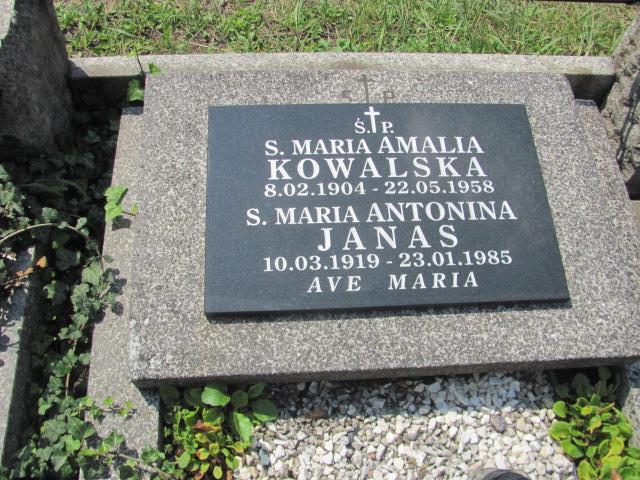 Ś. P.
S. MARIA AMALIA
KOWALSKA
8.02.1904 - 22.05.1958
S. MARIA ANTONINA
JANAS
10.03.1919 - 23.01.1985
AVE MARIA